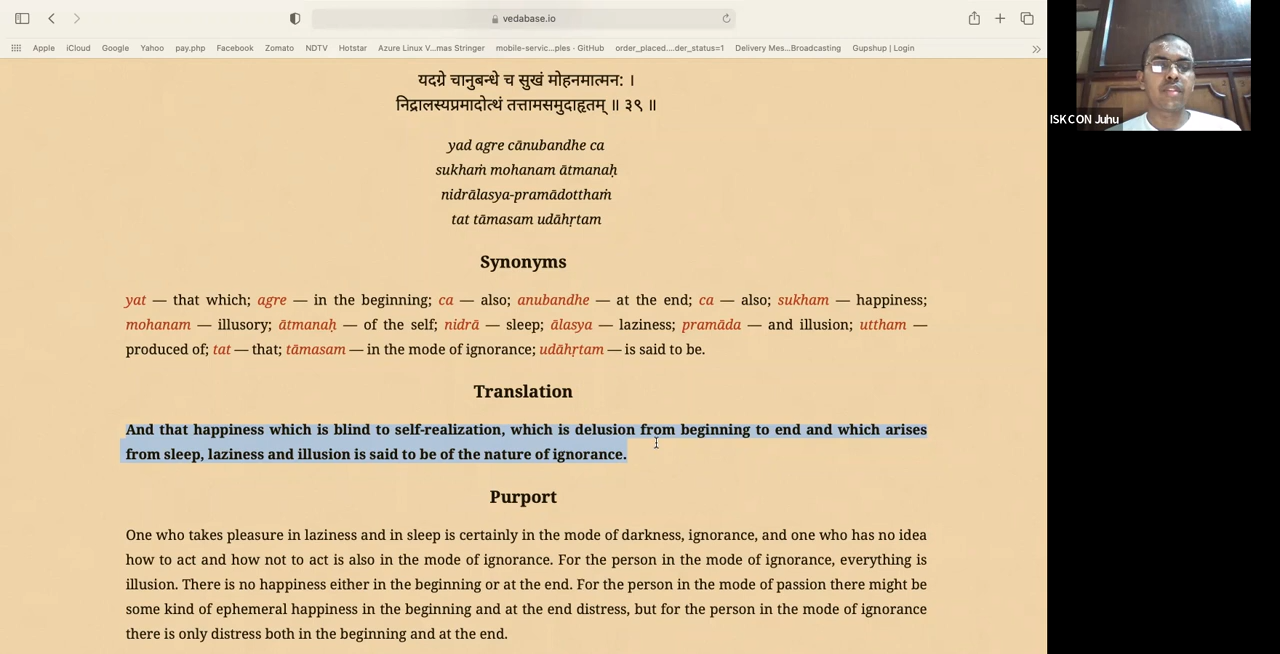 vedabase.io
Apple
iCloud
Google
Yahoo
pay.php
Facebook
Zomato
NDTV
Hotstar
Azure Linux V...mas Stringer
mobile-servic...ples · GitHub
order_placed....der_status=1
Delivery Mes...Broadcasting
Gupshup | Login
ISKCON Juhu
यदग्रे चानुबन्धे च सुखं मोहनमात्मन: ।
निद्रालस्यप्रमादोत्थं तत्तामसमुदाहृतम् ॥ ३९ ॥
yad agre cānubandhe ca
sukhaṁ mohanam ātmanaḥ
nidrālasya-pramādotthaṁ
tat tāmasam udāhṛtam
Synonyms
yat — that which; agre — in the beginning; ca — also; anubandhe — at the end; ca — also; sukham — happiness;
mohanam — illusory; ātmanaḥ — of the self; nidrā — sleep; ālasya — laziness; pramāda — and illusion; uttham —
produced of; tat — that; tāmasam — in the mode of ignorance; udāhṛtam — is said to be.
Translation
And that happiness which is blind to self-realization, which is delusion from beginning to end and which arises
from sleep, laziness and illusion is said to be of the nature of ignorance.
Purport
One who takes pleasure in laziness and in sleep is certainly in the mode of darkness, ignorance, and one who has no idea
how to act and how not to act is also in the mode of ignorance. For the person in the mode of ignorance, everything is
illusion. There is no happiness either in the beginning or at the end. For the person in the mode of passion there might be
some kind of ephemeral happiness in the beginning and at the end distress, but for the person in the mode of ignorance
there is only distress both in the beginning and at the end.